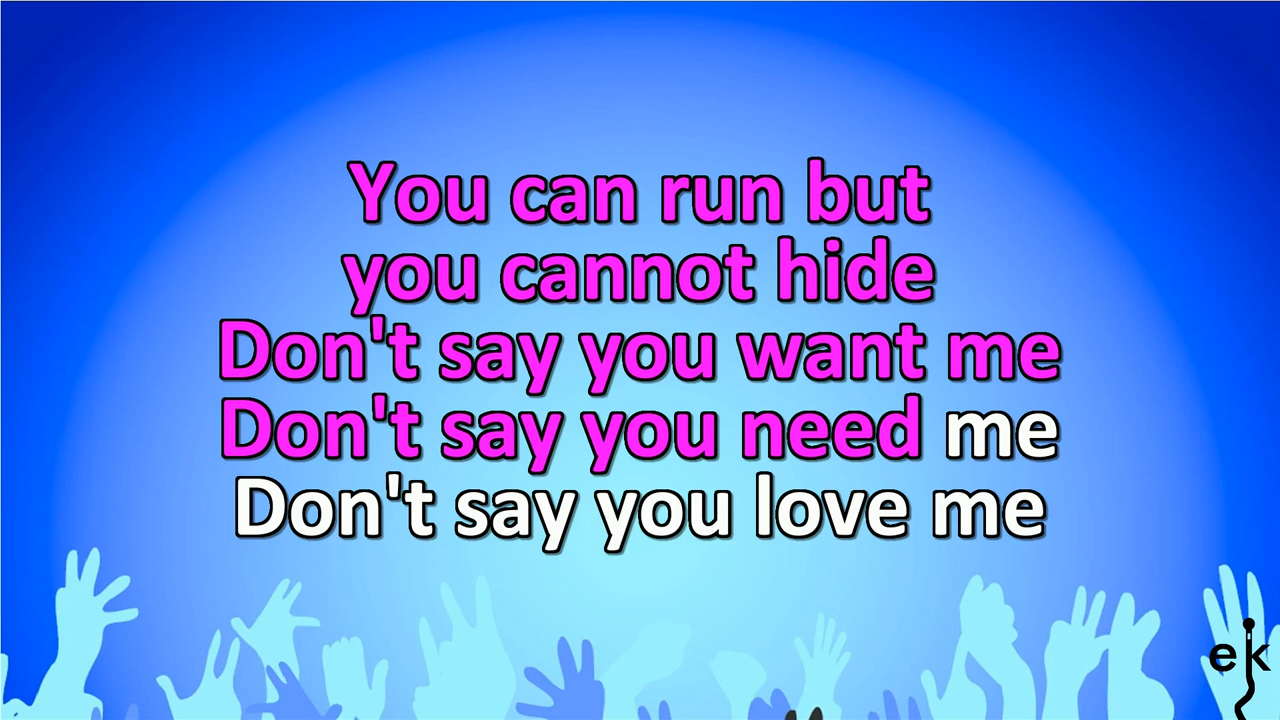 You can run but
you cannot hide
Don't say you want me
Don't say you need me
Don't say you love me
ek